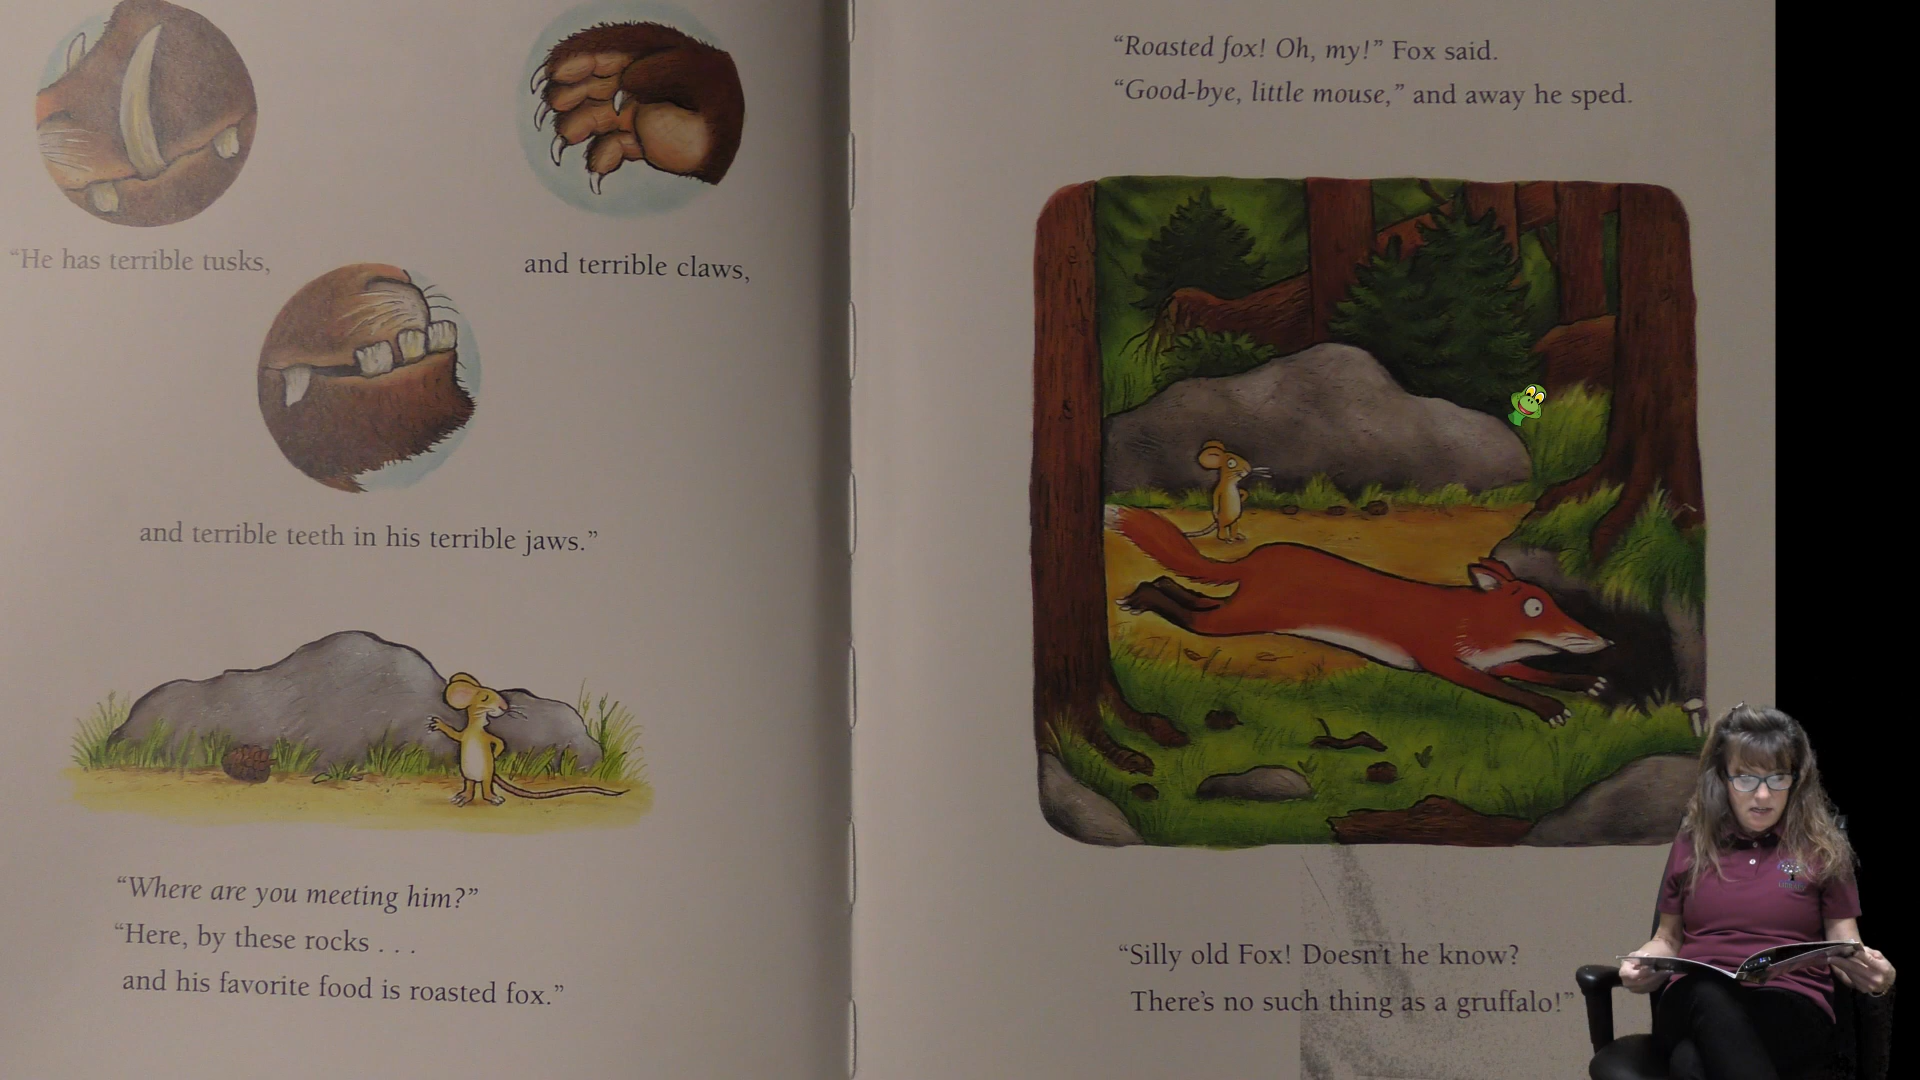 “He has terrible tusks,
and terrible claws,
and terrible teeth in his terrible jaws.”
“Where are you meeting him?”
“Here, by these rocks . . .
and his favorite food is roasted fox.”
“Roasted fox! Oh, my!” Fox said.
“Good-bye, little mouse,” and away he sped.
“Silly old Fox! Doesn't he know?
There's no such thing as a gruffalo!”